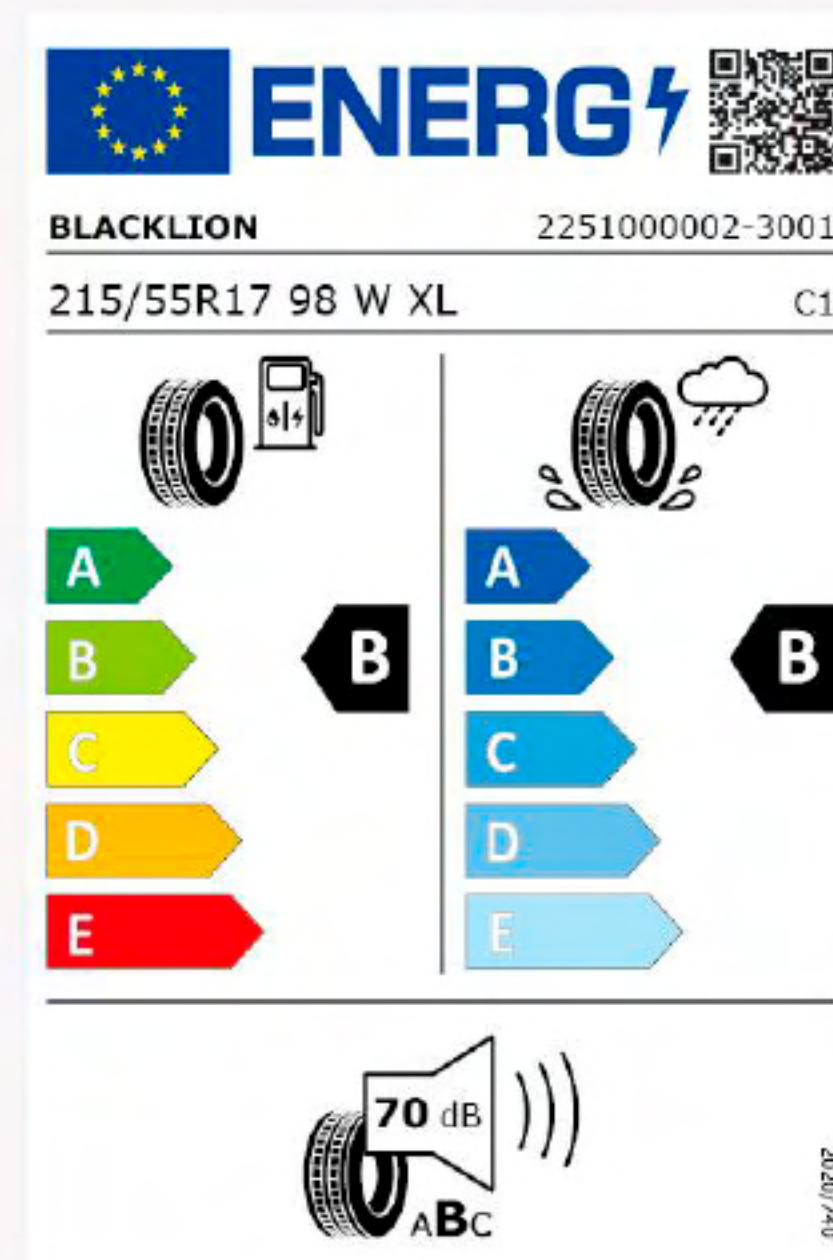 ENERG
BLACKLION 2251000002-3001
215/55R17 98 W XL C1
A A
B B B B
C C
D D
E E
70 dB
ABC